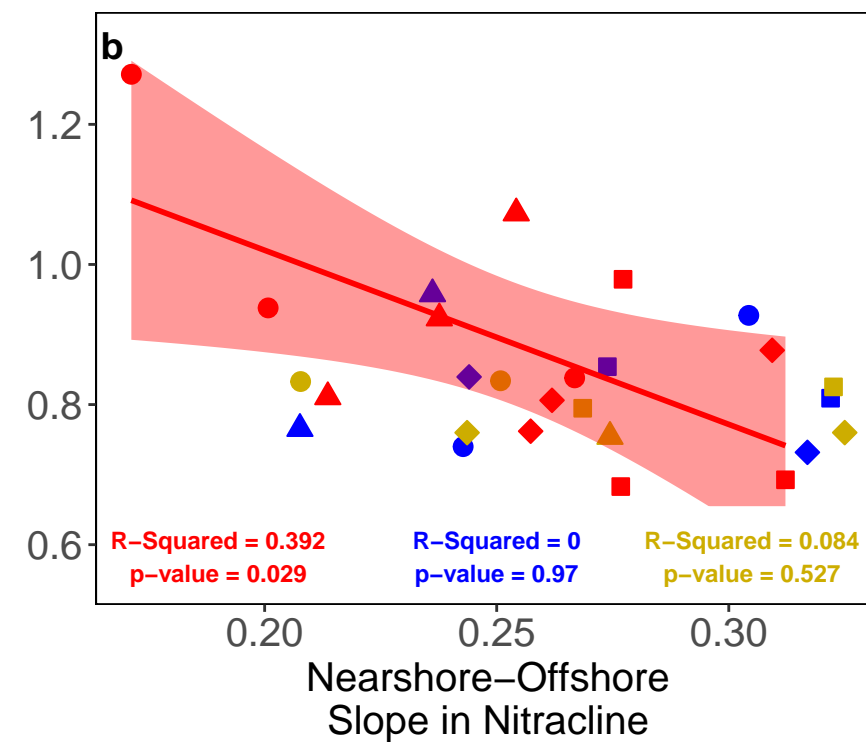 b
1.2
1.0
0.8
0.6
R−Squared = 0.392
p−value = 0.029
R−Squared = 0
p−value = 0.97
R−Squared = 0.084
p−value = 0.527
0.20 0.25 0.30
Nearshore−Offshore
Slope in Nitracline